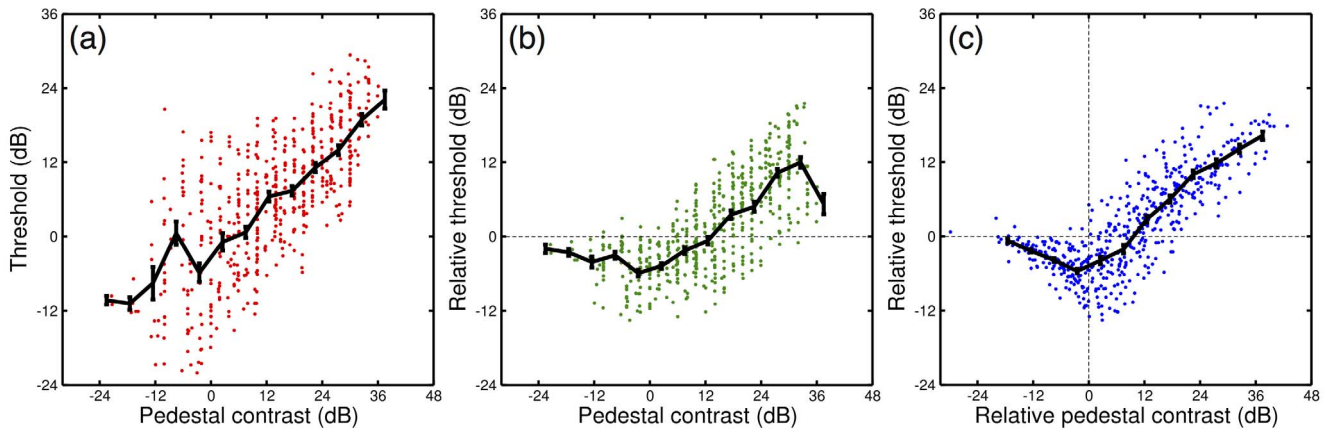 (a)
Threshold (dB)
36
24
12
0
-12
-24
-24 -12 0 12 24 36 48
Pedestal contrast (dB)
(b)
Relative threshold (dB)
36
24
12
0
-12
-24
-24 -12 0 12 24 36 48
Pedestal contrast (dB)
(c)
Relative threshold (dB)
36
24
12
0
-12
-24
-24 -12 0 12 24 36 48
Relative pedestal contrast (dB)